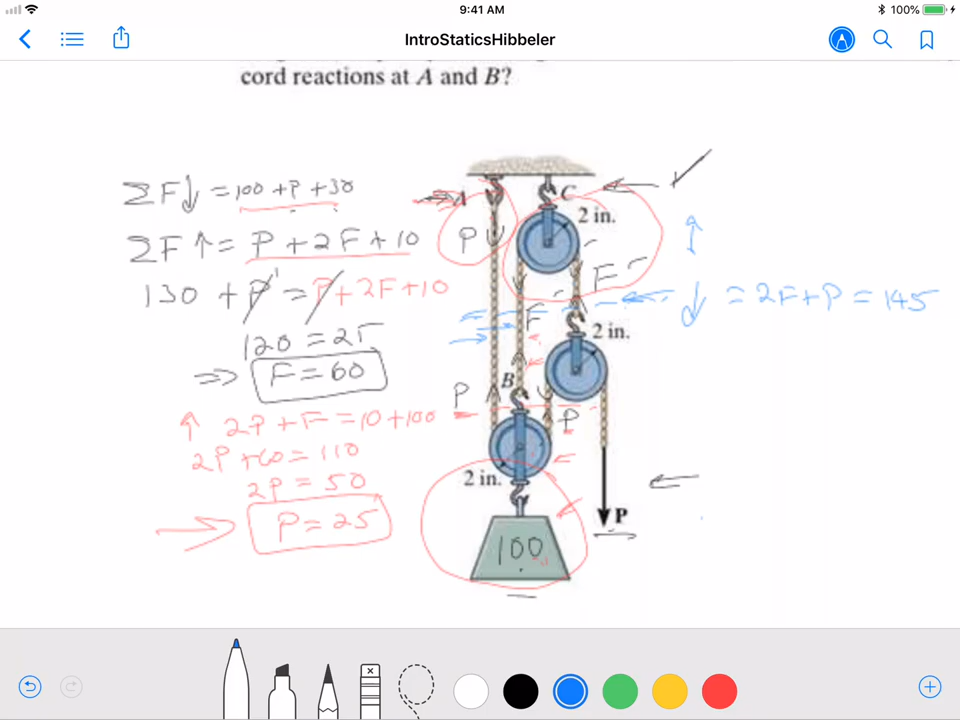 9:41 AM
100%
IntroStaticsHibbeler
cord reactions at A and B?
ΣF↓ = 100 + P + 30
ΣF↑ = P + 2F + 10
130 + P = P + 2F + 10
120 = 2F
⇒ F = 60
↑ 2P + F = 10 + 100
2P + 60 = 110
2P = 50
P = 25
A
C
2 in.
P
F
F
↑
↓ = 2F + P = 145
2 in.
B
P
P
2 in.
P
100